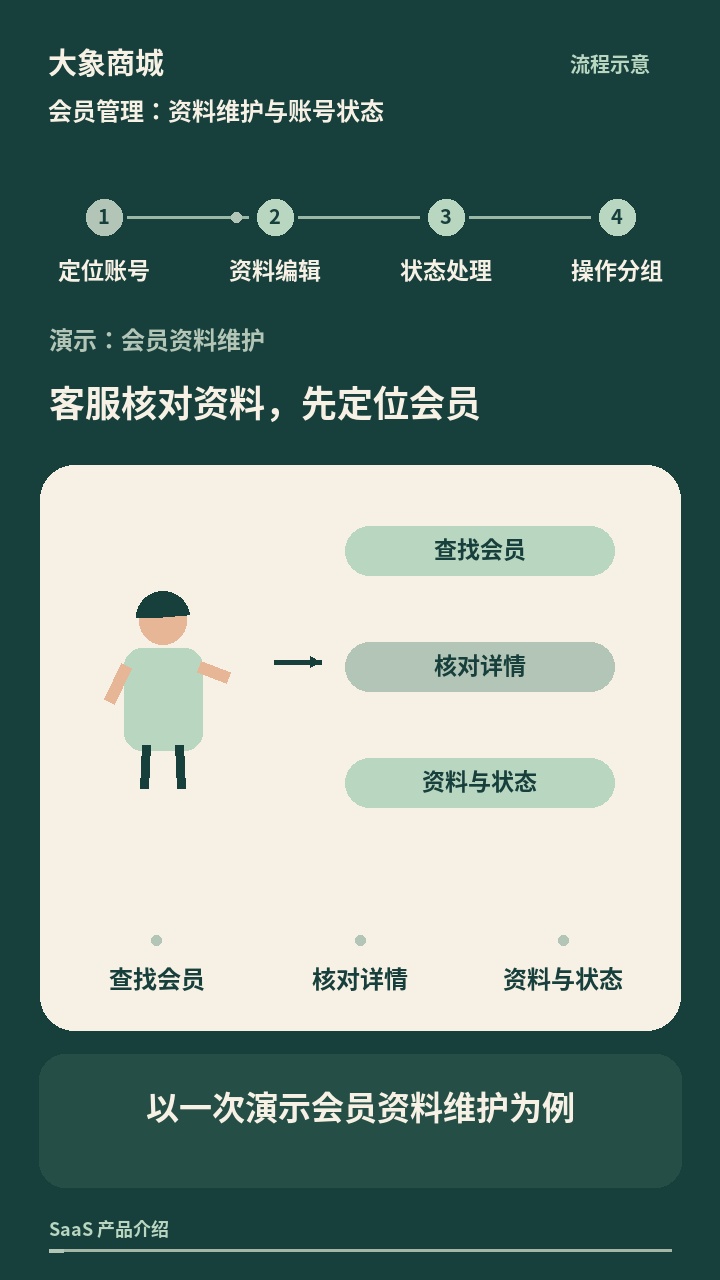 大象商城
流程示意
会员管理：资料维护与账号状态
1 2 3 4
定位账号 资料编辑 状态处理 操作分组
演示：会员资料维护
客服核对资料，先定位会员
查找会员
核对详情
资料与状态
查找会员 核对详情 资料与状态
以一次演示会员资料维护为例
SaaS 产品介绍